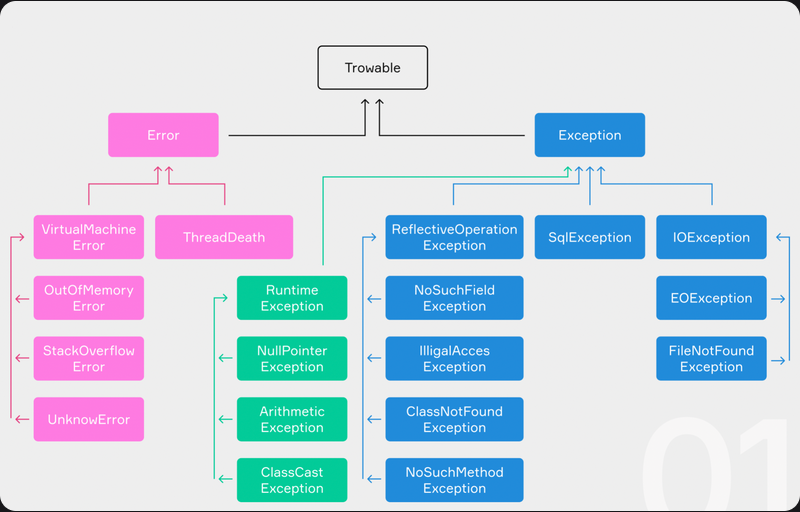 Trowable
Error
Exception
VirtualMachine
Error
ThreadDeath
ReflectiveOperation
Exception
SqlException
IOException
OutOfMemory
Error
Runtime
Exception
NoSuchField
Exception
EOException
StackOverflow
Error
NullPointer
Exception
IlligalAcces
Exception
FileNotFound
Exception
UnknowError
Arithmetic
Exception
ClassNotFound
Exception
ClassCast
Exception
NoSuchMethod
Exception
01